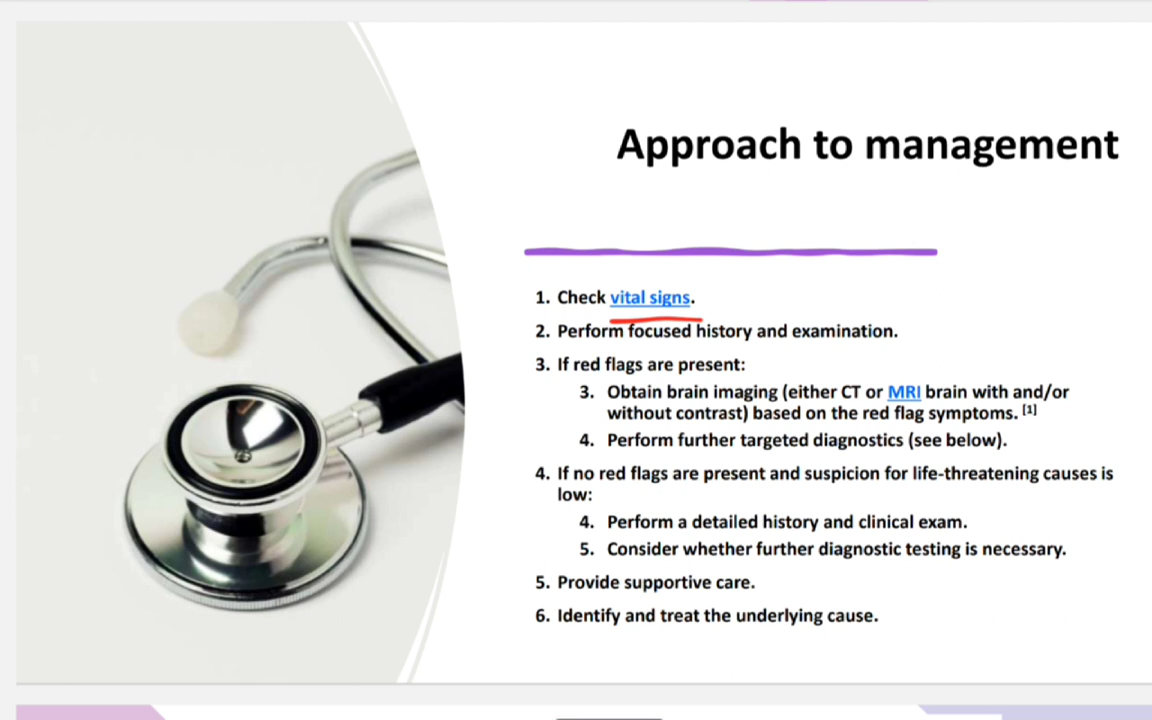 Approach to management
1. Check vital signs.
2. Perform focused history and examination.
3. If red flags are present:
3. Obtain brain imaging (either CT or MRI brain with and/or
without contrast) based on the red flag symptoms. [1]
4. Perform further targeted diagnostics (see below).
4. If no red flags are present and suspicion for life-threatening causes is
low:
4. Perform a detailed history and clinical exam.
5. Consider whether further diagnostic testing is necessary.
5. Provide supportive care.
6. Identify and treat the underlying cause.